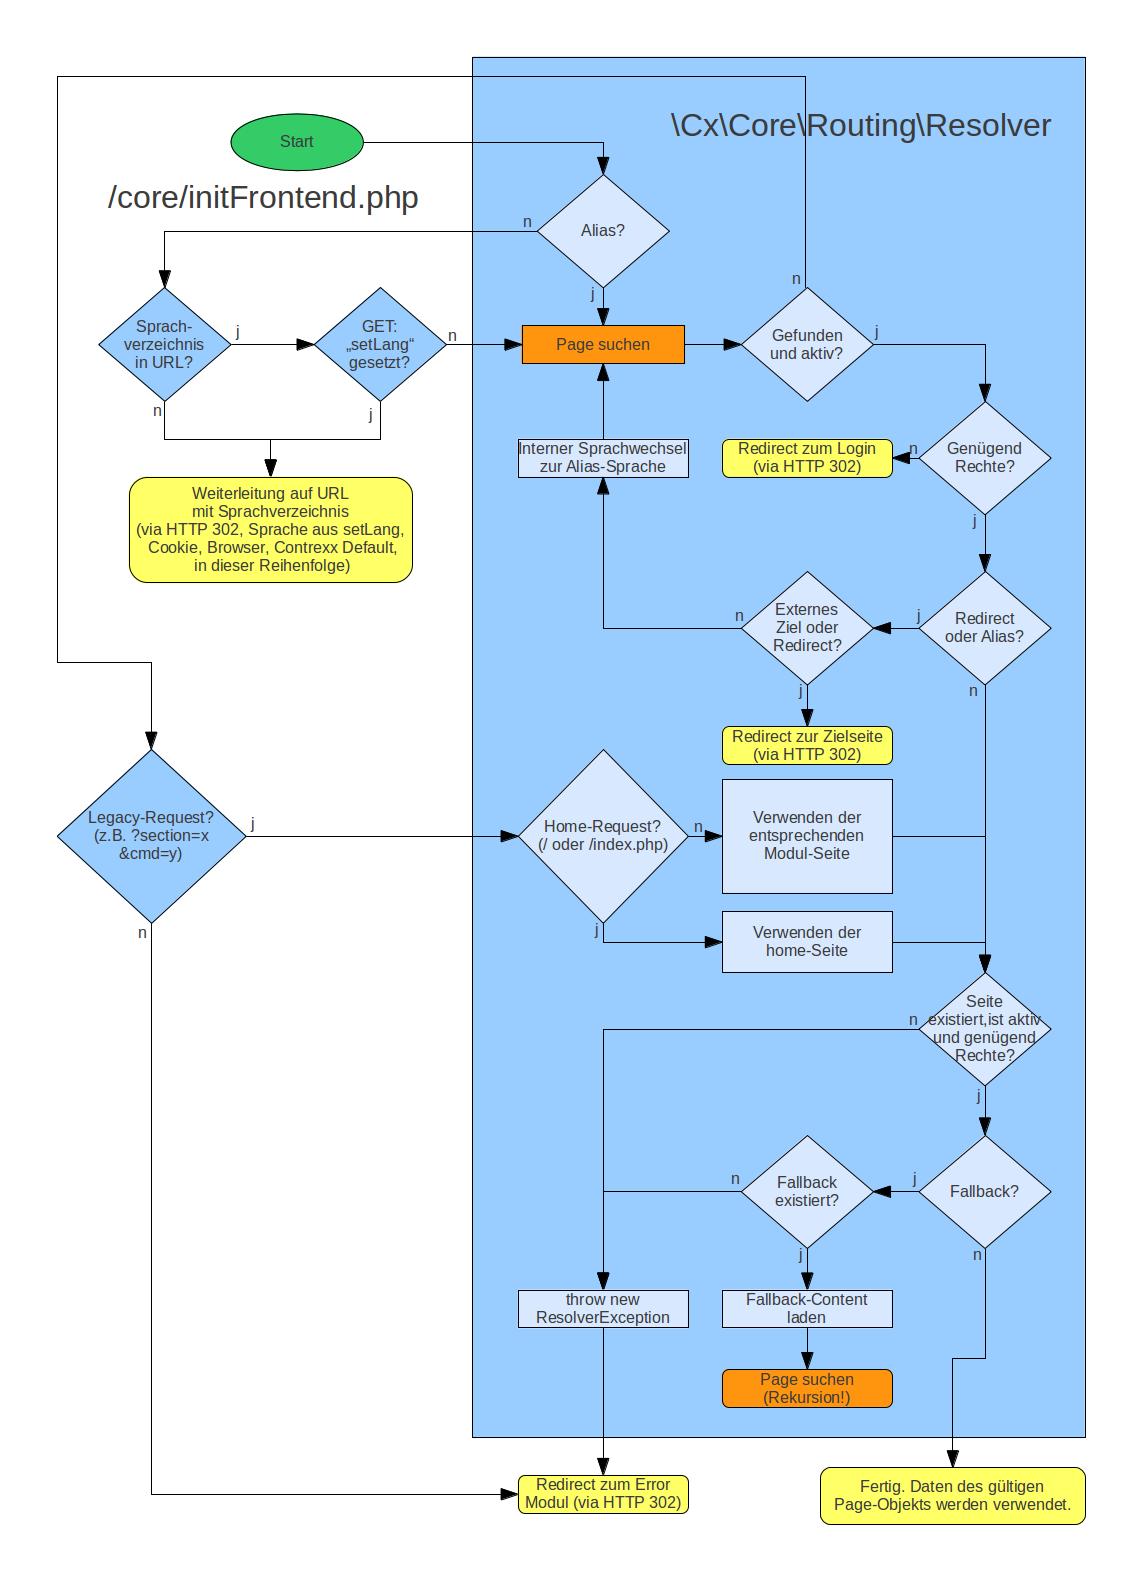 \Cx\Core\Routing\Resolver
Start
/core/initFrontend.php
n
Alias?
j
n
Sprach-
verzeichnis
in URL?
j
GET:
„setLang“
gesetzt?
n
Page suchen
Gefunden
und aktiv?
j
n
j
Interner Sprachwechsel
zur Alias-Sprache
Redirect zum Login
(via HTTP 302)
n
Genügend
Rechte?
j
Weiterleitung auf URL
mit Sprachverzeichnis
(via HTTP 302, Sprache aus setLang,
Cookie, Browser, Contrexx Default,
in dieser Reihenfolge)
n
Externes
Ziel oder
Redirect?
j
Redirect
oder Alias?
j
n
Redirect zur Zielseite
(via HTTP 302)
Legacy-Request?
(z.B. ?section=x
&cmd=y)
j
Home-Request?
(/ oder /index.php)
n
Verwenden der
entsprechenden
Modul-Seite
n
j
Verwenden der
home-Seite
n
Seite
existiert,ist aktiv
und genügend
Rechte?
j
n
Fallback
existiert?
j
Fallback?
j
n
throw new
ResolverException
Fallback-Content
laden
Page suchen
(Rekursion!)
Redirect zum Error
Modul (via HTTP 302)
Fertig. Daten des gültigen
Page-Objekts werden verwendet.